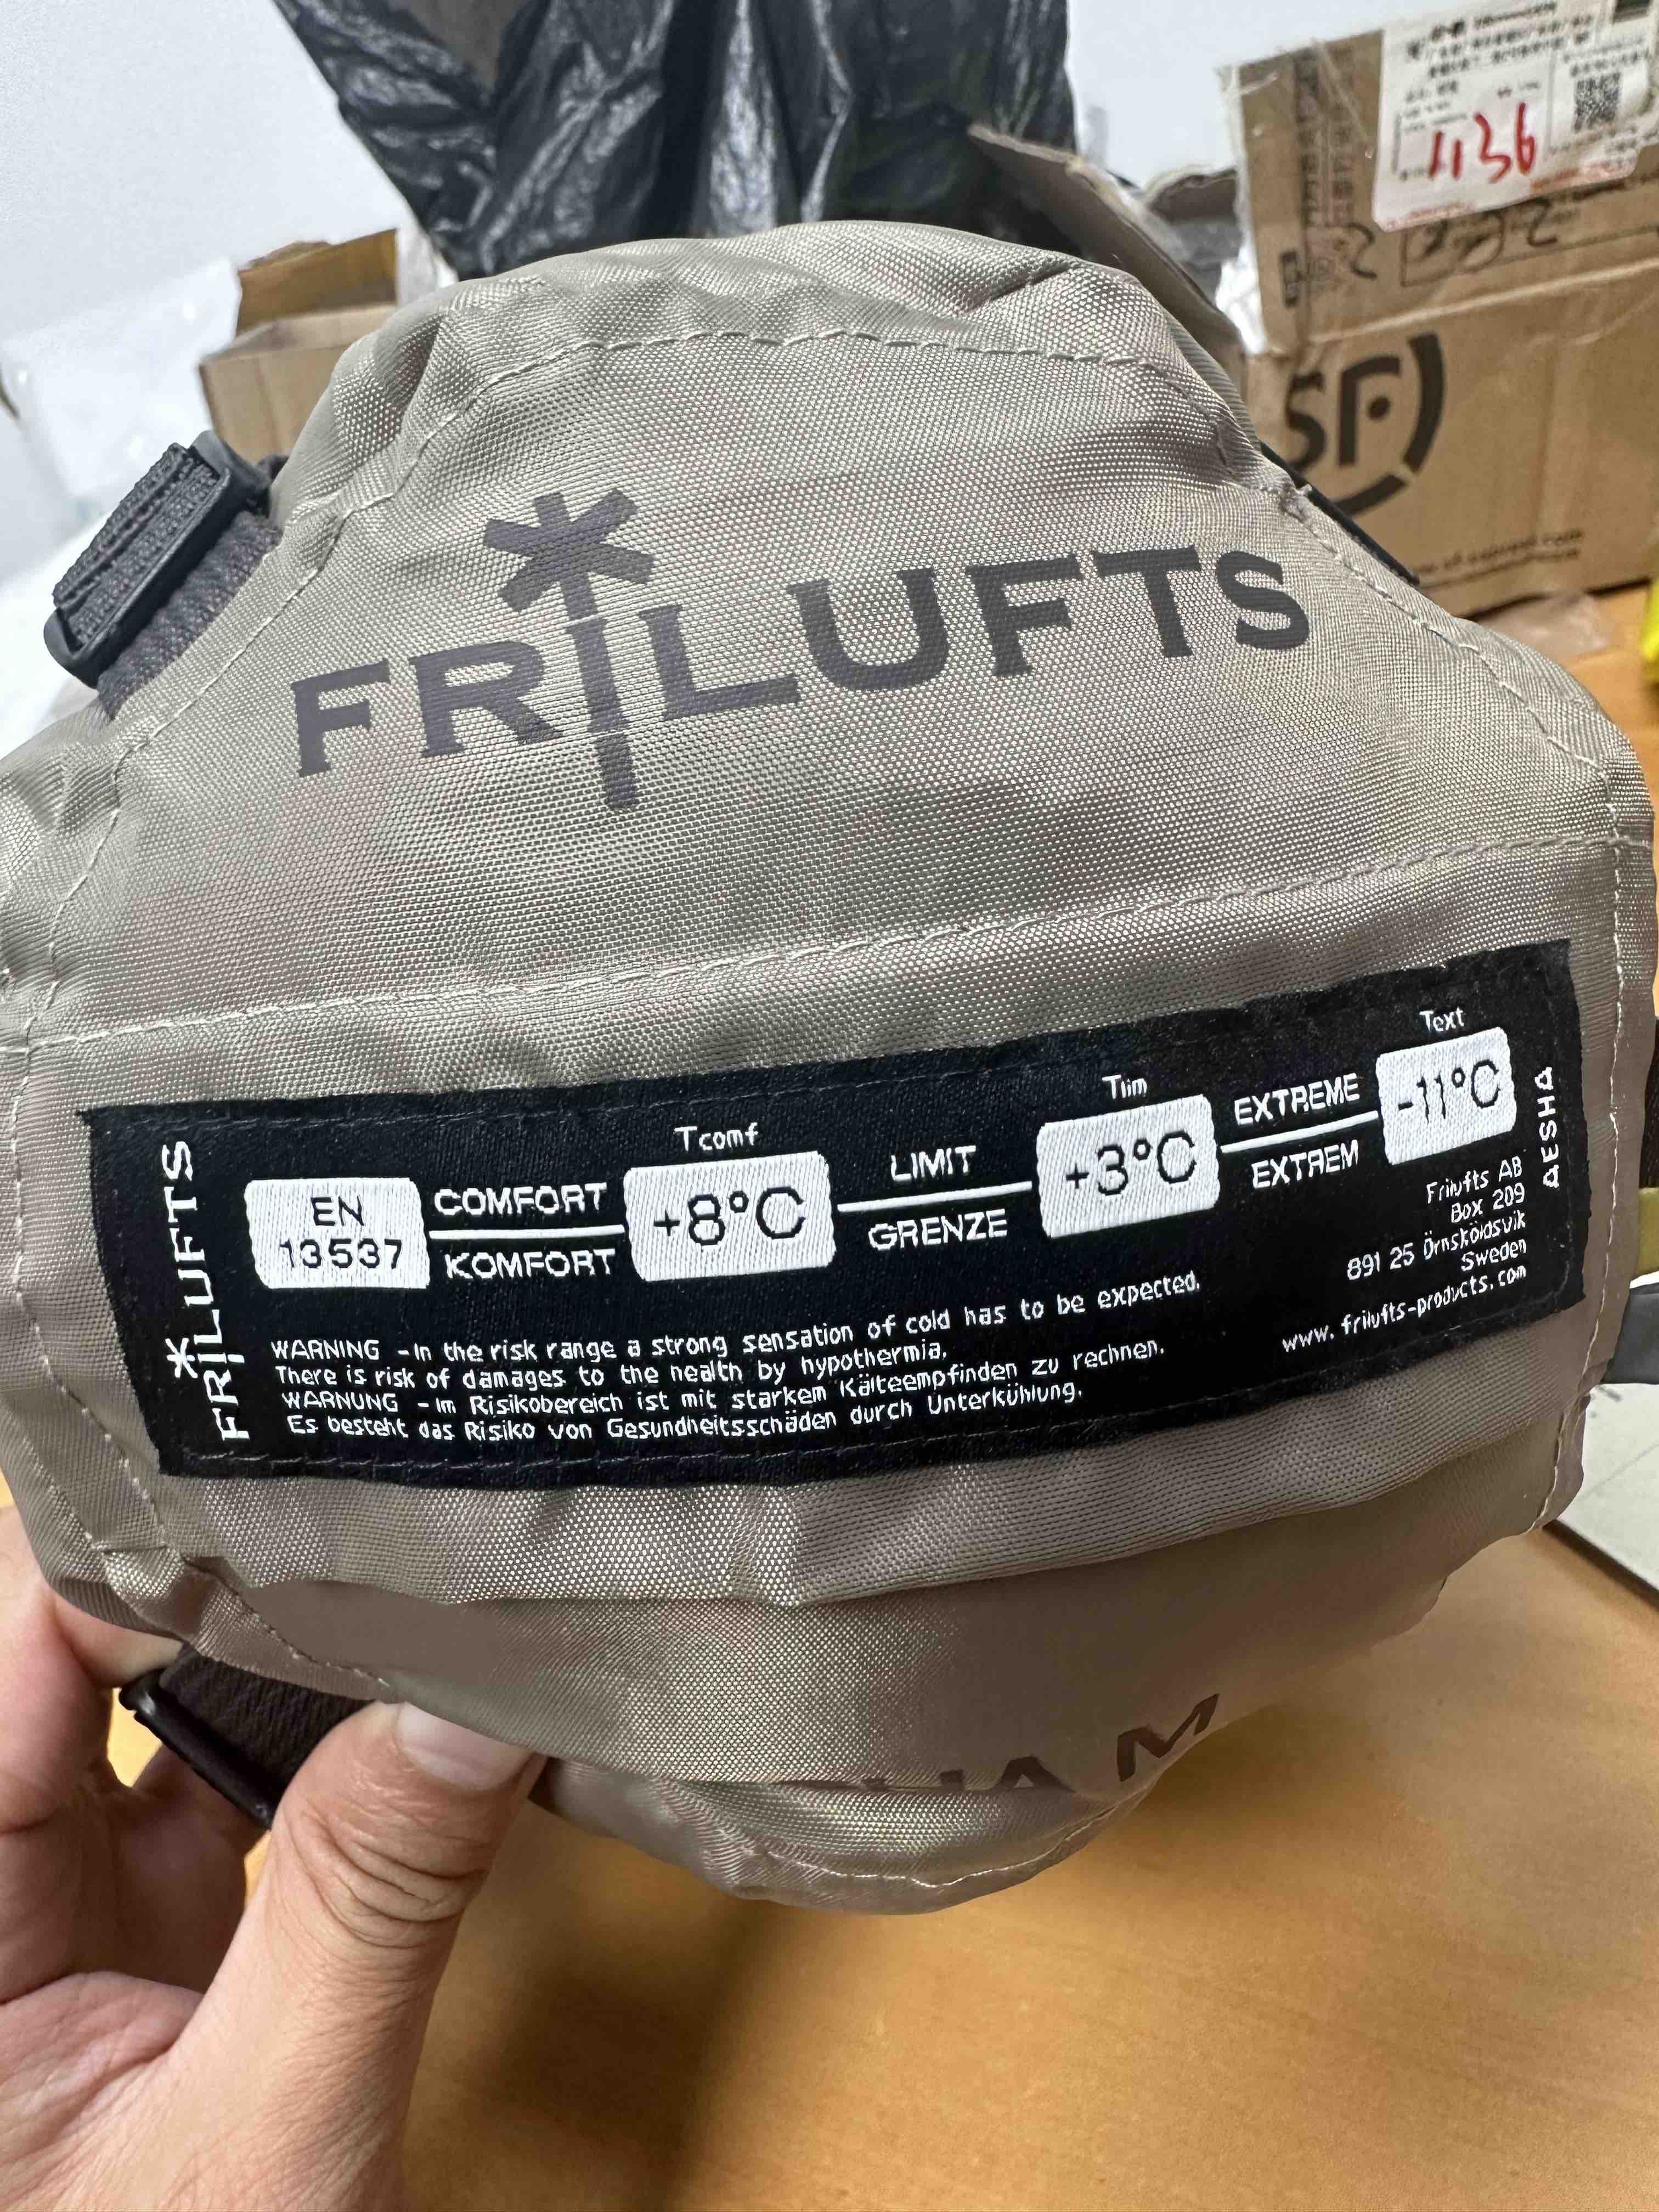 1136
SF
FRILUFTS
Tcomf
Tlim
Text
EN
13537
COMFORT
KOMFORT
+8°C
LIMIT
GRENZE
+3°C
EXTREME
EXTREM
-11°C
FRILUFTS
AESHA
Frilufts AB
Box 209
891 25 Örnsköldsvik
Sweden
www.frilufts-products.com
WARNING - In the risk range a strong sensation of cold has to be expected.
There is risk of damages to the health by hypothermia.
WARNUNG - Im Risikobereich ist mit starkem Kälteempfinden zu rechnen.
Es besteht das Risiko von Gesundheitsschäden durch Unterkühlung.
M